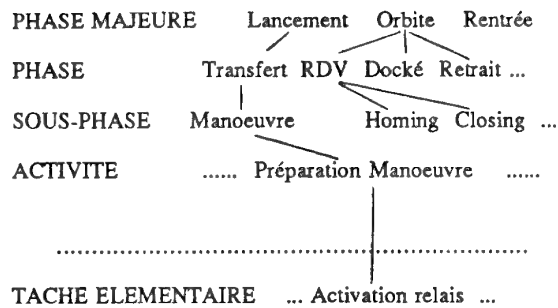 PHASE MAJEURE Lancement Orbite Rentrée
PHASE Transfert RDV Docké Retrait ...
SOUS-PHASE Manoeuvre Homing Closing ...
ACTIVITE ...... Préparation Manoeuvre ......
TACHE ELEMENTAIRE ... Activation relais ...